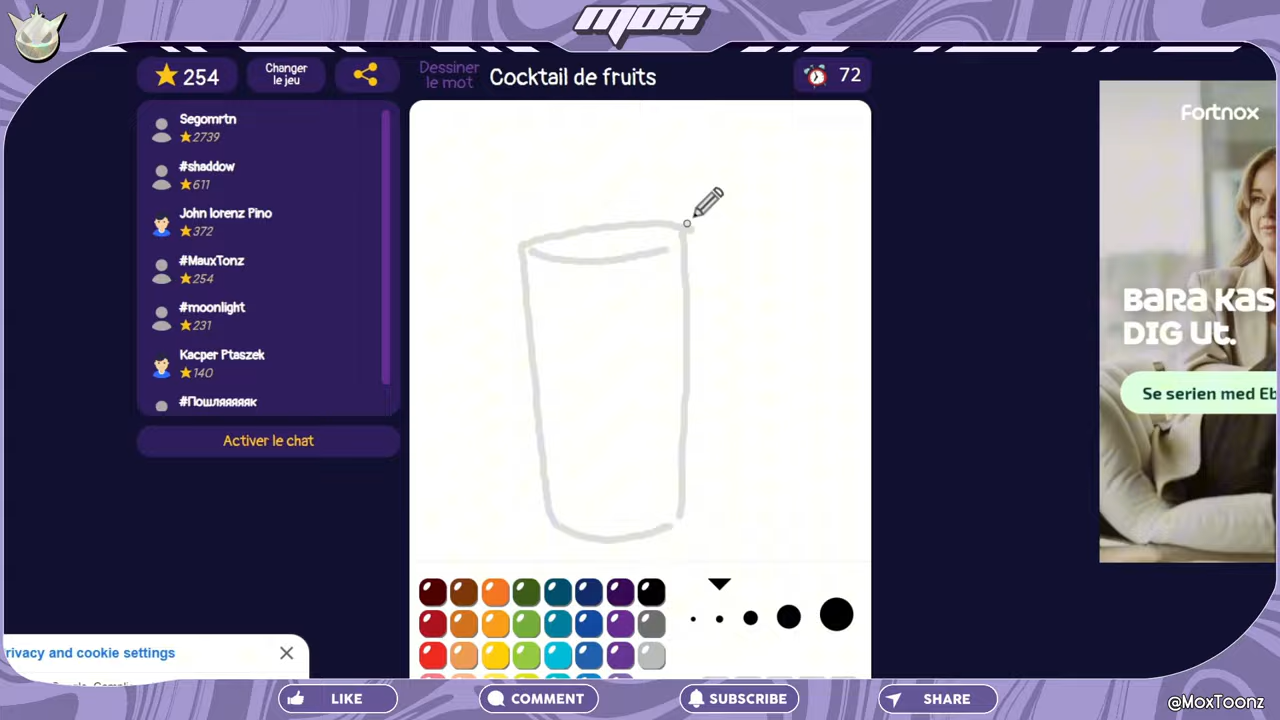 MOX
254
Changer
le jeu
Dessiner
le mot
Cocktail de fruits
72
Segomrtn
2739
#shaddow
611
John lorenz Pino
372
#MauxTonz
254
#moonlight
231
Kacper Ptaszek
140
#Пошляяяяяк
Activer le chat
Fortnox
Bara kas
DIG Ut.
Se serien med Eb
rivacy and cookie settings
LIKE
COMMENT
SUBSCRIBE
SHARE
@MoxToonz